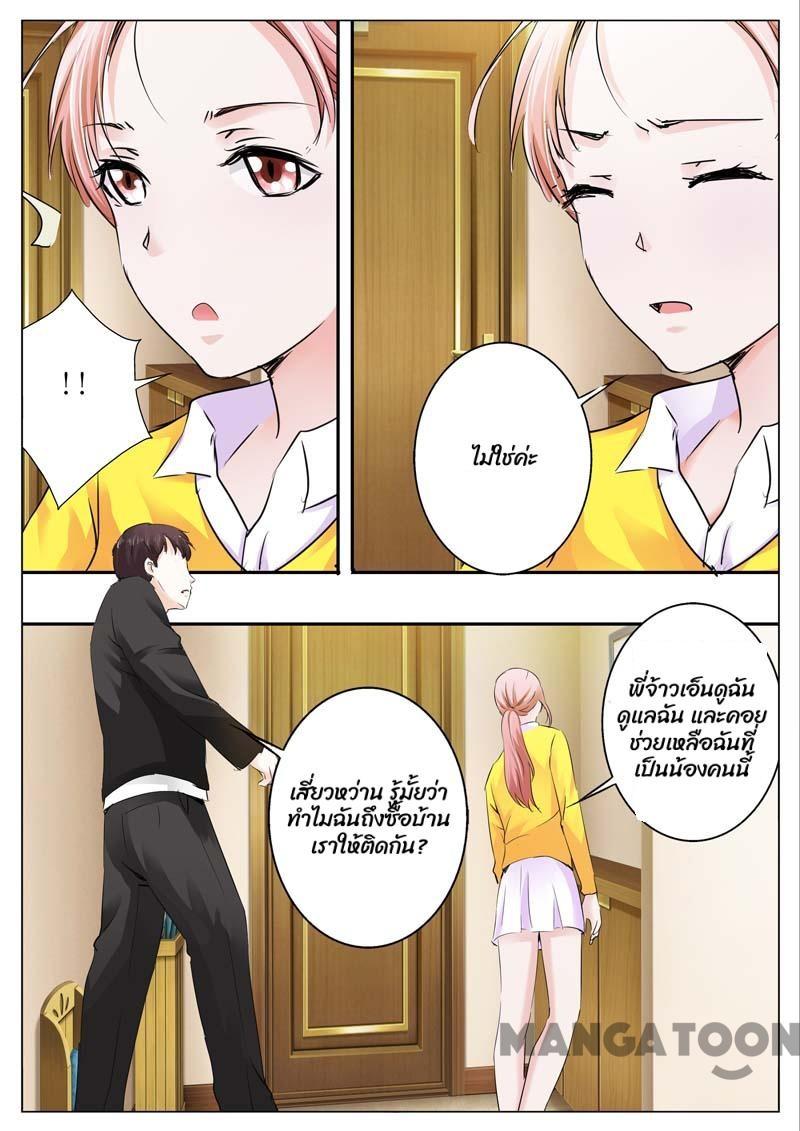 !!
ไม่ใช่ค่ะ
พี่จ้าวเอ็นดูฉัน
ดูแลฉัน และคอย
ช่วยเหลือฉันที่
เป็นน้องคนนี้
เสี่ยวหว่าน รู้มั้ยว่า
ทำไมฉันถึงซื้อบ้าน
เราให้ติดกัน?
MANGATOON